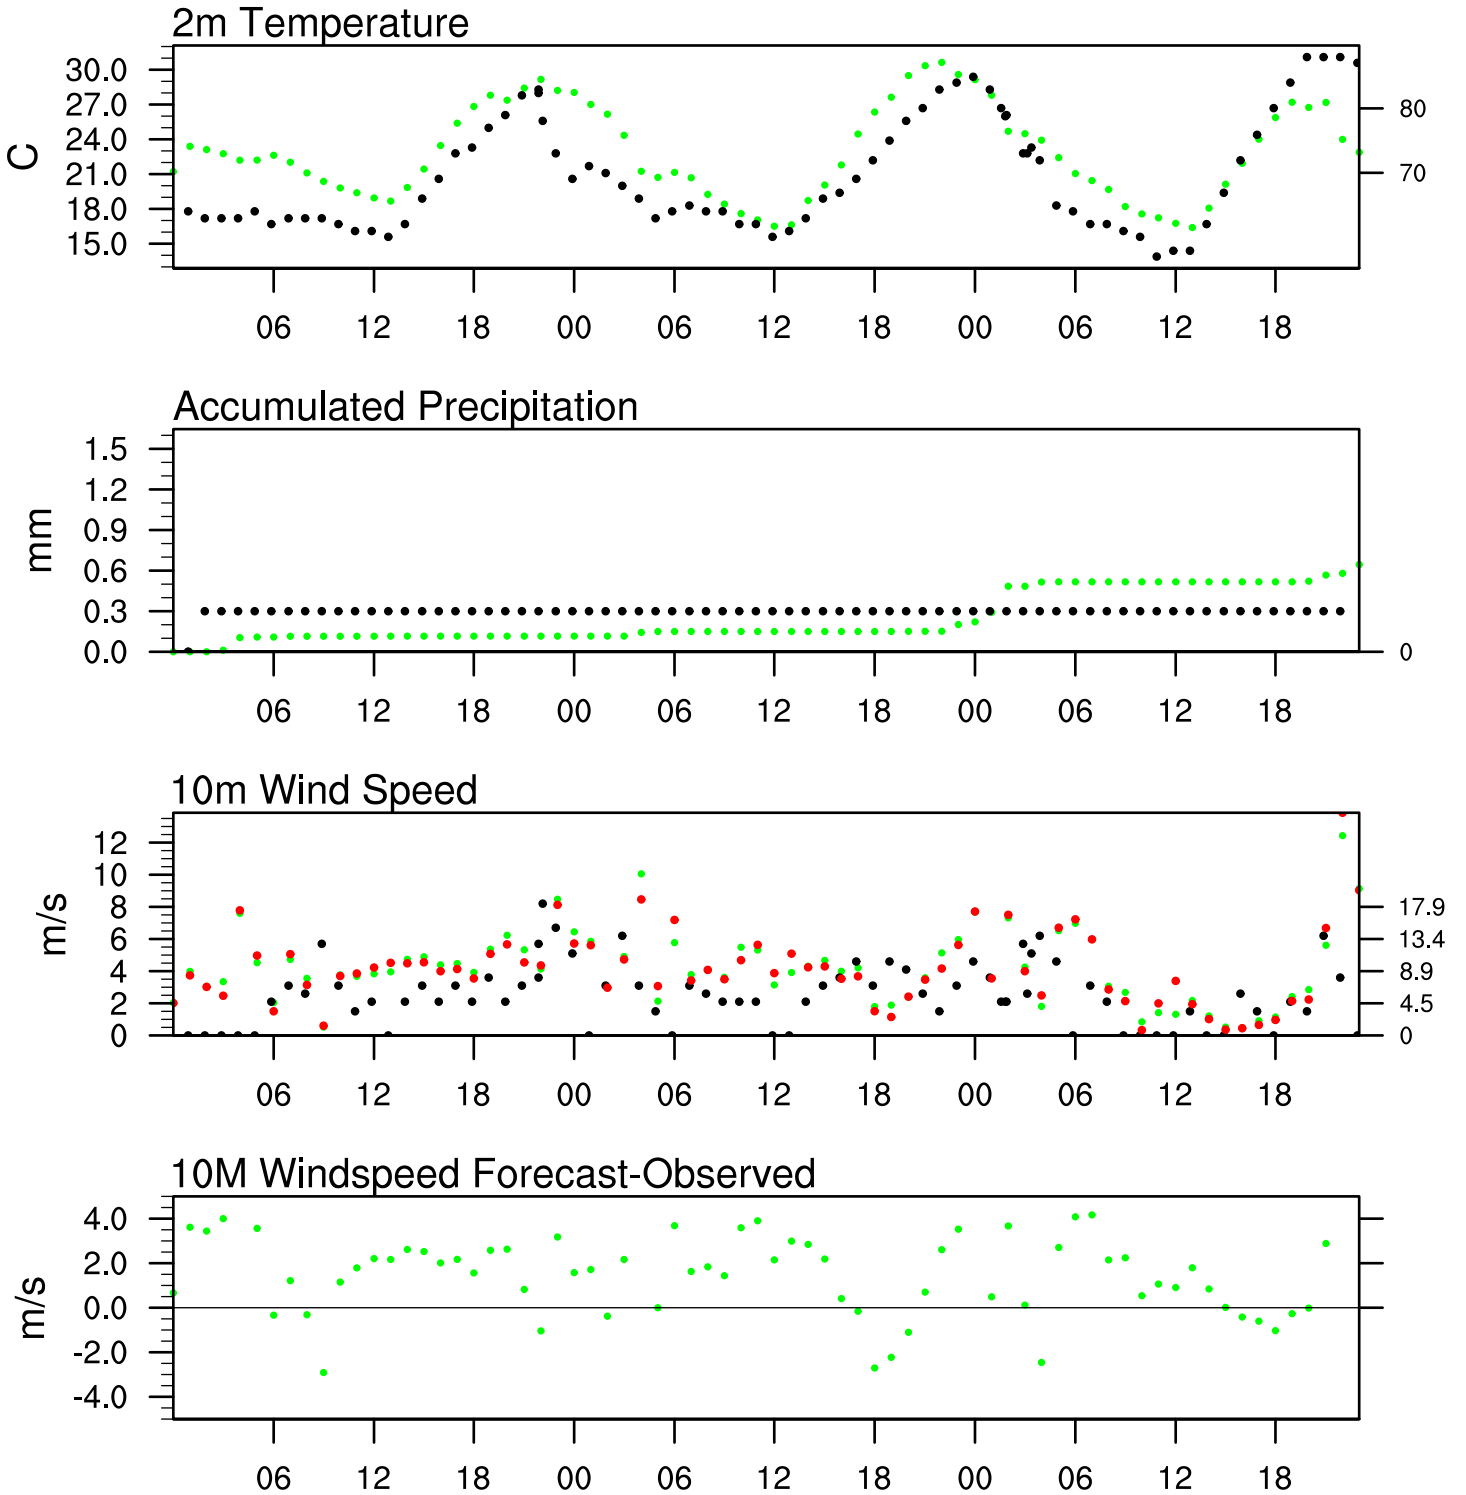 2m Temperature
30.0
27.0
24.0
21.0
18.0
15.0
C
80
70
06 12 18 00 06 12 18 00 06 12 18
Accumulated Precipitation
1.5
1.2
0.9
0.6
0.3
0.0
mm
0
06 12 18 00 06 12 18 00 06 12 18
10m Wind Speed
12
10
8
6
4
2
0
m/s
17.9
13.4
8.9
4.5
0
06 12 18 00 06 12 18 00 06 12 18
10M Windspeed Forecast-Observed
4.0
2.0
0.0
-2.0
-4.0
m/s
06 12 18 00 06 12 18 00 06 12 18